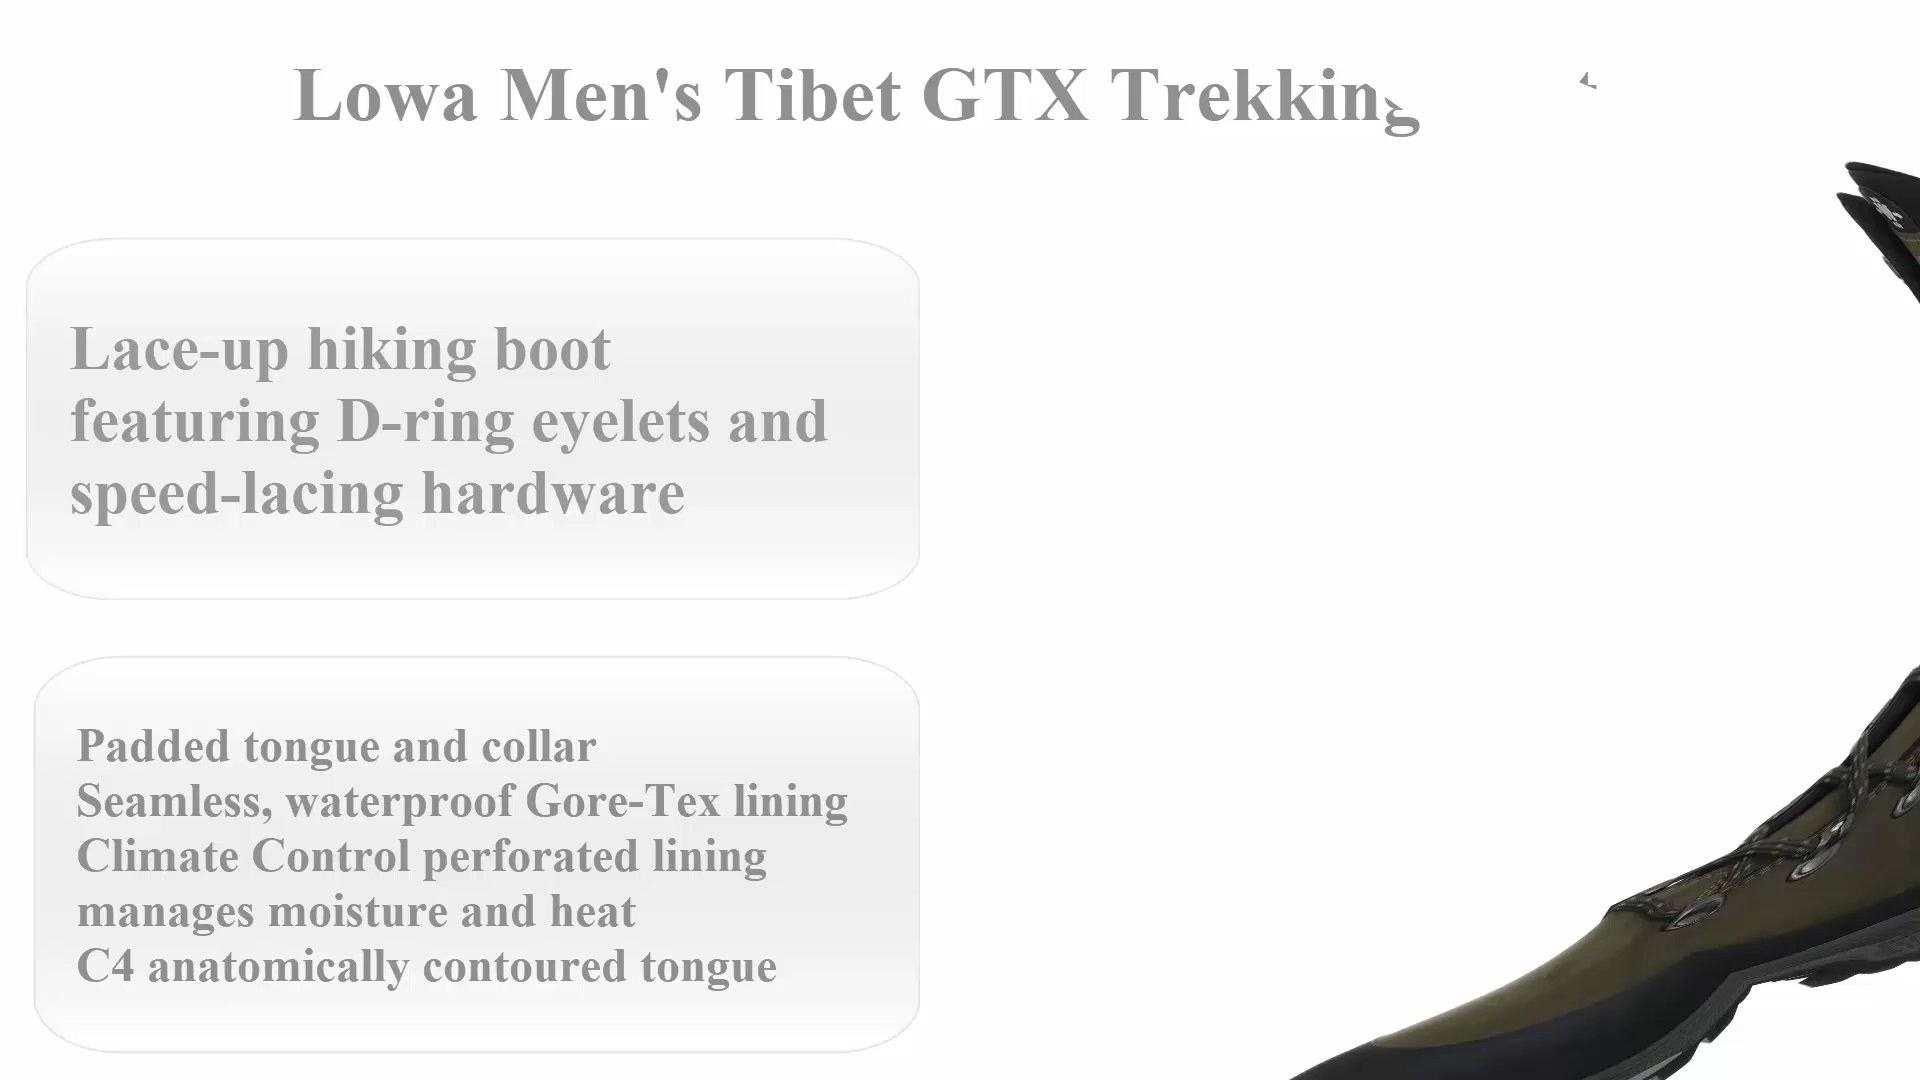 Lowa Men's Tibet GTX Trekking
Lace-up hiking boot
featuring D-ring eyelets and
speed-lacing hardware
Padded tongue and collar
Seamless, waterproof Gore-Tex lining
Climate Control perforated lining
manages moisture and heat
C4 anatomically contoured tongue